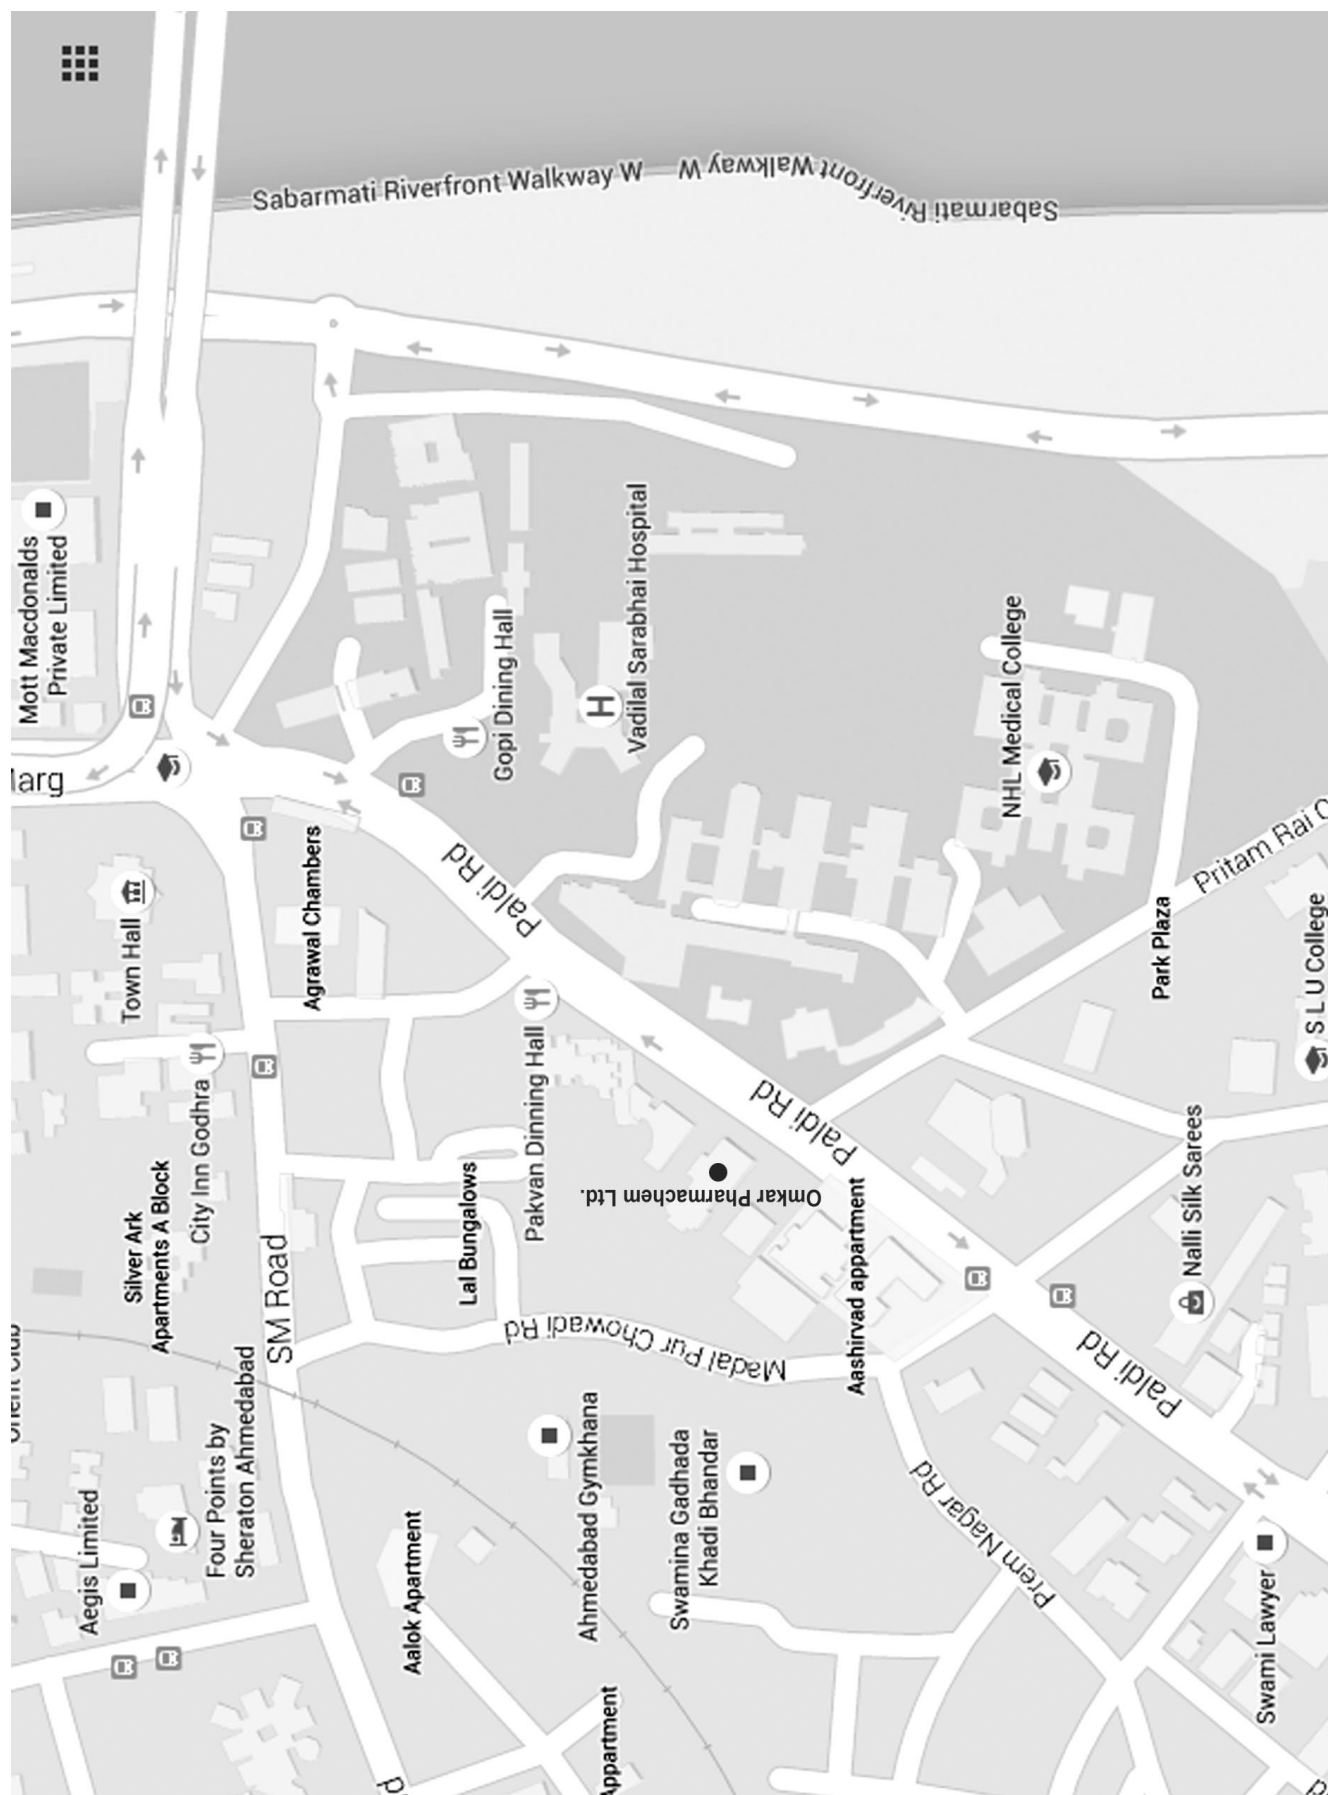 Sabarmati Riverfront Walkway W
Sabarmati Riverfront Walkway W
Mott Macdonalds
Private Limited
Gopi Dining Hall
Vadilal Sarabhai Hospital
NHL Medical College
Paldi Rd
Agrawal Chambers
Town Hall
Park Plaza
S L U College
City Inn Godhra
Pakvan Dinning Hall
Paldi Rd
Paldi Rd
Silver Ark
Apartments A Block
Lal Bungalows
Omkar Pharmachem Ltd.
Aashirvad appartment
Nalli Silk Sarees
SM Road
Madal Pur Chowadi Rd
Paldi Rd
Four Points by
Sheraton Ahmedabad
Ahmedabad Gymkhana
Swamina Gadhada
Khadi Bhandar
Prem Nagar Rd
Aegis Limited
Aalok Apartment
Swami Lawyer
Pritam Rai